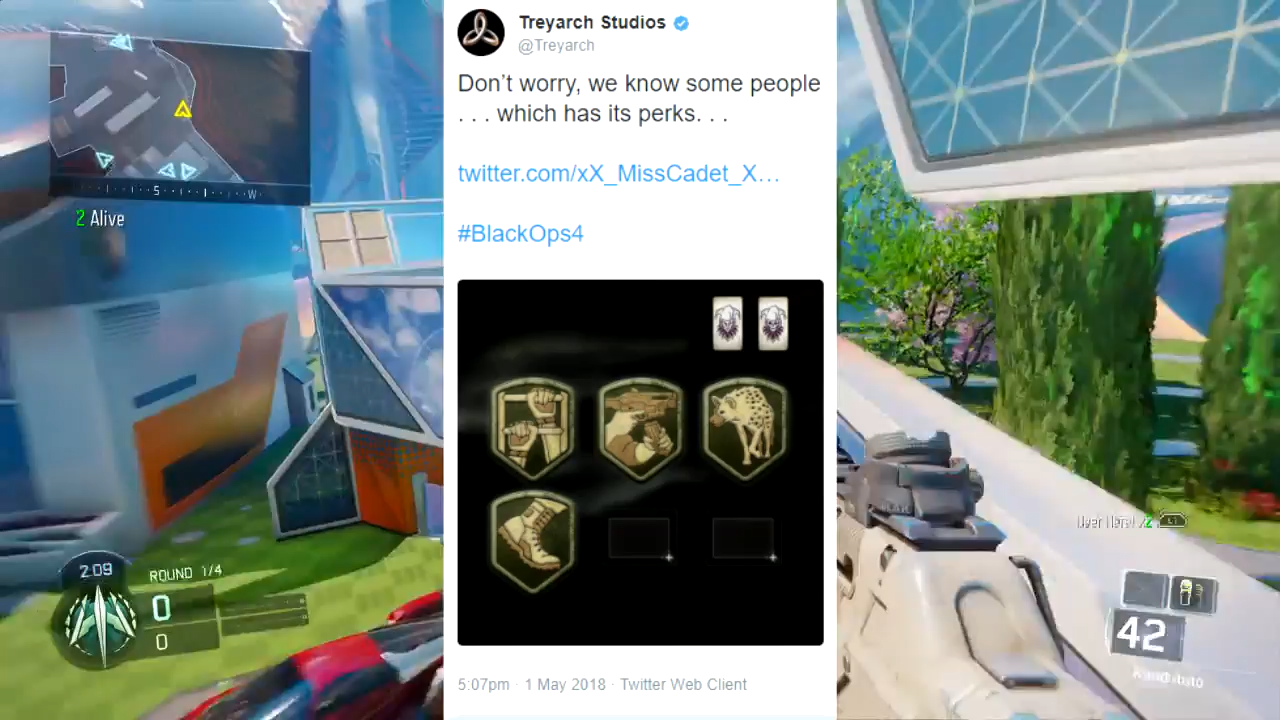 S
W
2 Alive
2:09
ROUND 1/4
0
0
Treyarch Studios
@Treyarch
Don’t worry, we know some people
. . . which has its perks. . .
twitter.com/xX_MissCadet_X…
#BlackOps4
5:07pm · 1 May 2018 · Twitter Web Client
x2
42